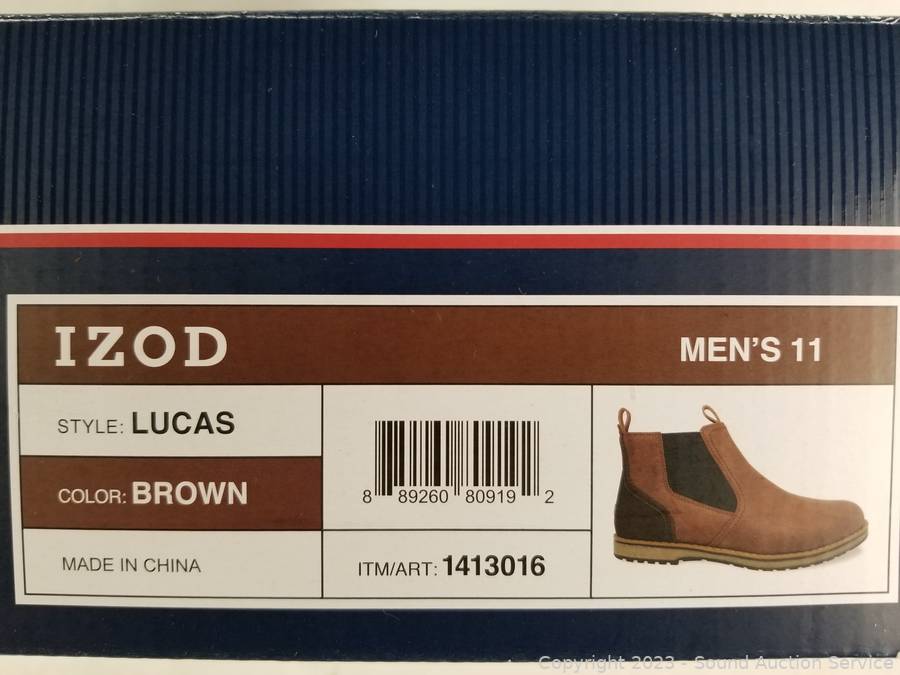 IZOD
MEN'S 11
STYLE: LUCAS
COLOR: BROWN
MADE IN CHINA
8 89260 80919 2
ITM/ART: 1413016
Copyright 2023 - Sound Auction Service